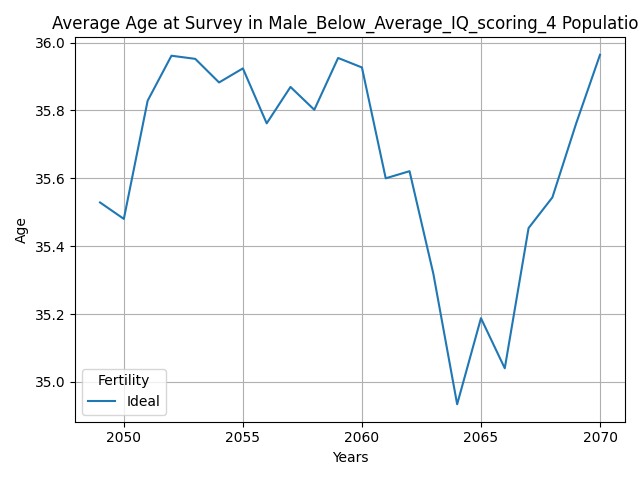 Average Age at Survey in Male_Below_Average_IQ_scoring_4 Populatio
36.0
35.8
35.6
35.4
35.2
35.0
Age
Fertility
Ideal
2050 2055 2060 2065 2070
Years